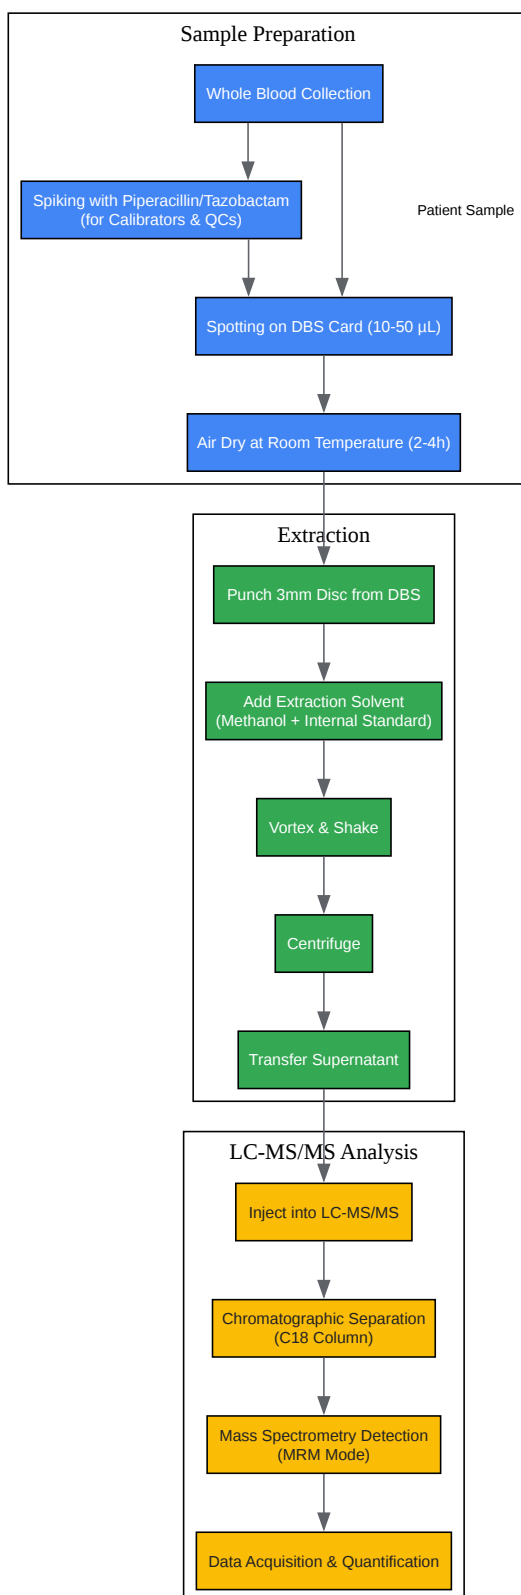 Sample Preparation
Whole Blood Collection
Spiking with Piperacillin/Tazobactam
(for Calibrators & QCs)
Patient Sample
Spotting on DBS Card (10-50 µL)
Air Dry at Room Temperature (2-4h)
Extraction
Punch 3mm Disc from DBS
Add Extraction Solvent
(Methanol + Internal Standard)
Vortex & Shake
Centrifuge
Transfer Supernatant
LC-MS/MS Analysis
Inject into LC-MS/MS
Chromatographic Separation
(C18 Column)
Mass Spectrometry Detection
(MRM Mode)
Data Acquisition & Quantification